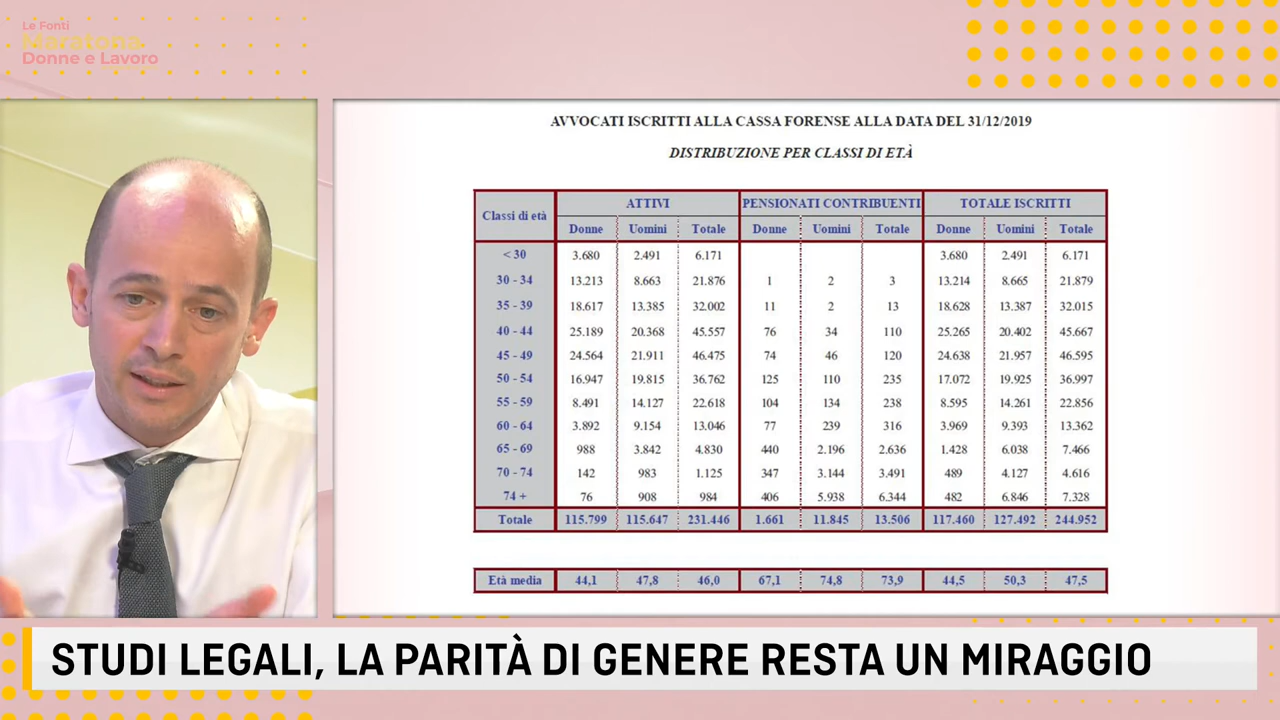 Le Fonti
Maratona
Donne e Lavoro
AVVOCATI ISCRITTI ALLA CASSA FORENSE ALLA DATA DEL 31/12/2019
DISTRIBUZIONE PER CLASSI DI ETÀ
Classi di età ATTIVI PENSIONATI CONTRIBUENTI TOTALE ISCRITTI
Donne Uomini Totale Donne Uomini Totale Donne Uomini Totale
< 30 3.680 2.491 6.171 3.680 2.491 6.171
30 - 34 13.213 8.663 21.876 1 2 3 13.214 8.665 21.879
35 - 39 18.617 13.385 32.002 11 2 13 18.628 13.387 32.015
40 - 44 25.189 20.368 45.557 76 34 110 25.265 20.402 45.667
45 - 49 24.564 21.911 46.475 74 46 120 24.638 21.957 46.595
50 - 54 16.947 19.815 36.762 125 110 235 17.072 19.925 36.997
55 - 59 8.491 14.127 22.618 104 134 238 8.595 14.261 22.856
60 - 64 3.892 9.154 13.046 77 239 316 3.969 9.393 13.362
65 - 69 988 3.842 4.830 440 2.196 2.636 1.428 6.038 7.466
70 - 74 142 983 1.125 347 3.144 3.491 489 4.127 4.616
74 + 76 908 984 406 5.938 6.344 482 6.846 7.328
Totale 115.799 115.647 231.446 1.661 11.845 13.506 117.460 127.492 244.952
Età media 44,1 47,8 46,0 67,1 74,8 73,9 44,5 50,3 47,5
STUDI LEGALI, LA PARITÀ DI GENERE RESTA UN MIRAGGIO